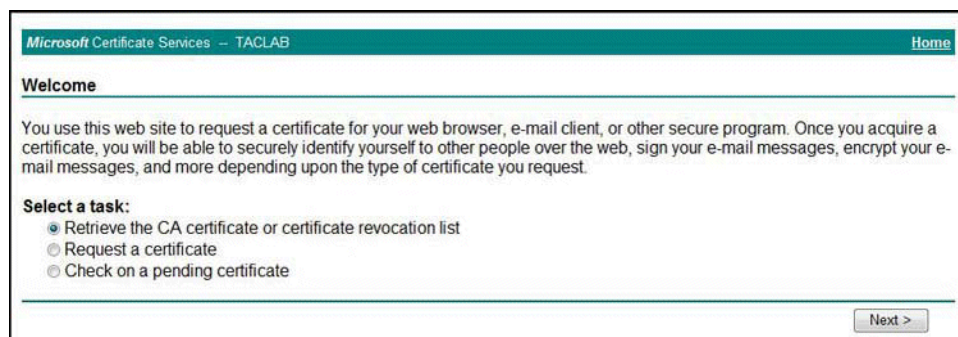 Microsoft Certificate Services -- TACLAB Home
Welcome
You use this web site to request a certificate for your web browser, e-mail client, or other secure program. Once you acquire a
certificate, you will be able to securely identify yourself to other people over the web, sign your e-mail messages, encrypt your e-
mail messages, and more depending upon the type of certificate you request.
Select a task:
Retrieve the CA certificate or certificate revocation list
Request a certificate
Check on a pending certificate
Next >